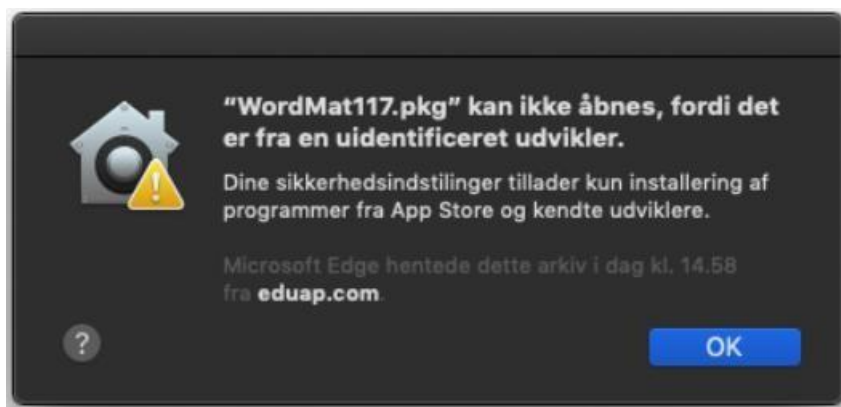 “WordMat117.pkg” kan ikke åbnes, fordi det
er fra en uidentificeret udvikler.
Dine sikkerhedsindstilinger tillader kun installering af
programmer fra App Store og kendte udviklere.
Microsoft Edge hentede dette arkiv i dag kl. 14.58
fra eduap.com.
?
OK